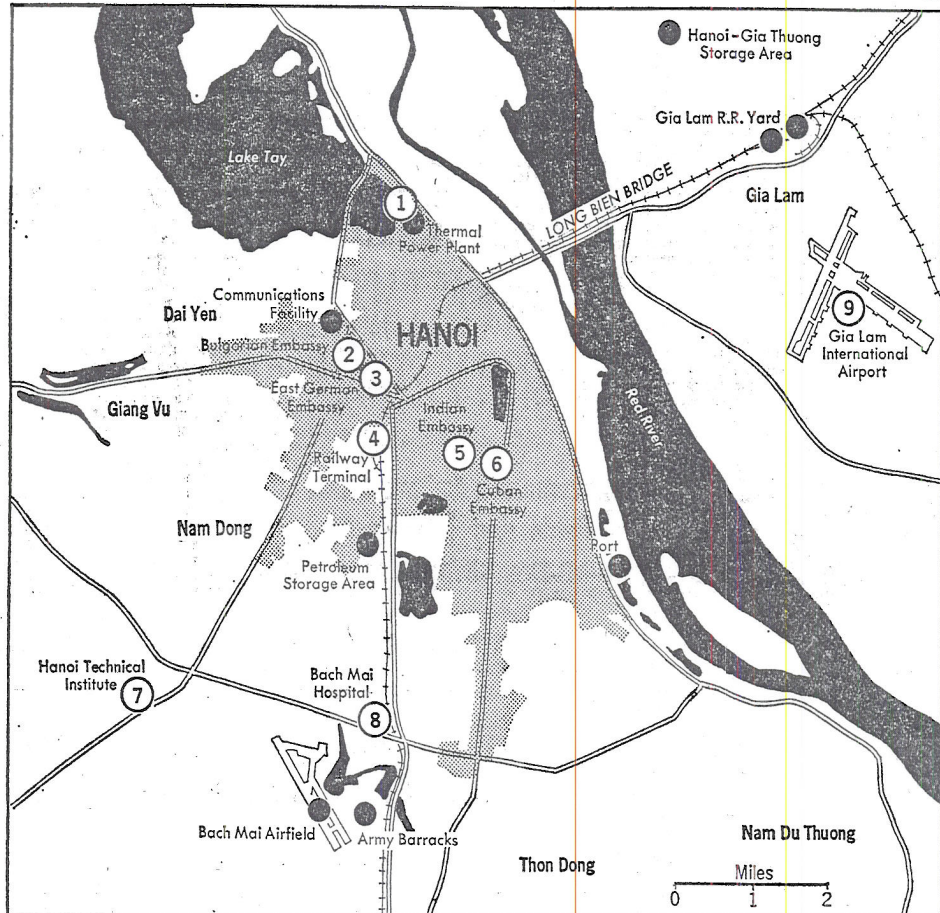 Hanoi-Gia Thuong
Storage Area
Gia Lam R.R. Yard
Lake Tay
LONG BIEN BRIDGE
Gia Lam
1
Thermal
Power Plant
Communications
Facility
Dai Yen
HANOI
9
Gia Lam
International
Airport
Bulgarian Embassy
2
3
East German
Embassy
Giang Vu
Indian
Embassy
Red River
4
Railway
Terminal
5
6
Cuban
Embassy
Nam Dong
Petroleum
Storage Area
Port
Hanoi Technical
Institute
7
Bach Mai
Hospital
8
Bach Mai Airfield
Army Barracks
Nam Du Thuong
Thon Dong
Miles
0 1 2